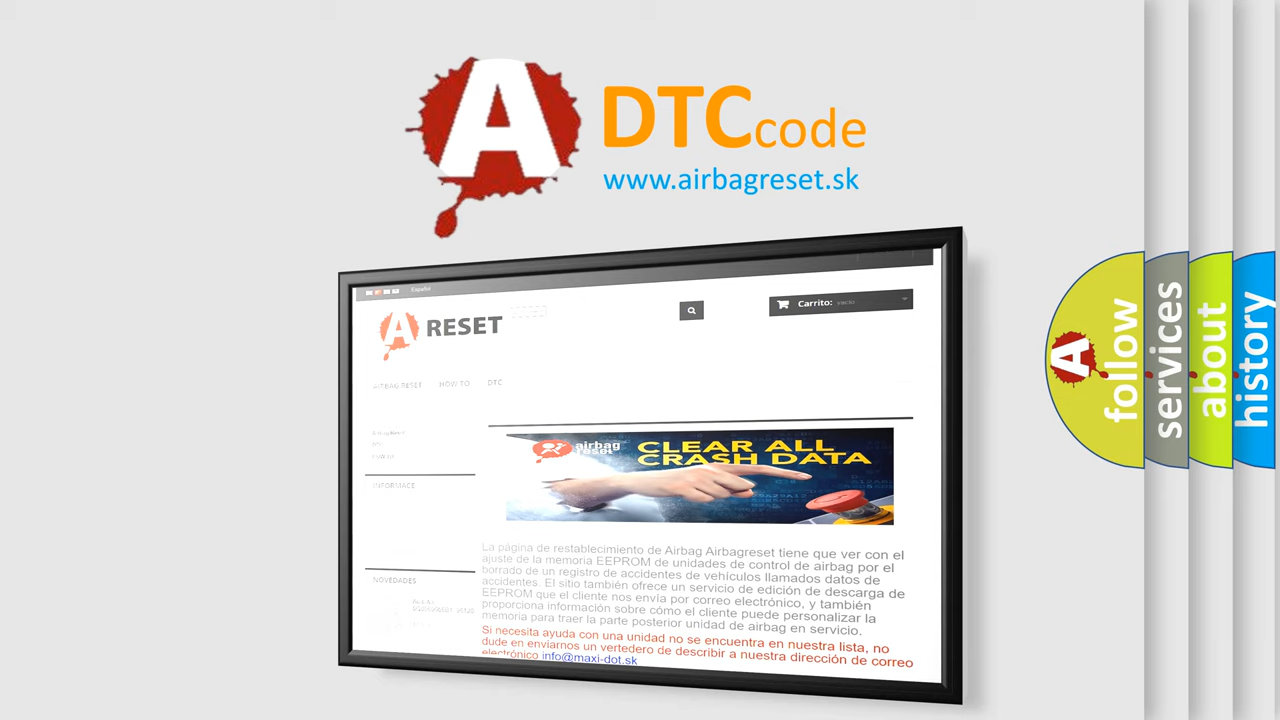 A
DTCcode
www.airbagreset.sk
Español
A RESET
Carrito: vacío
AIRBAG RESET HOW TO DTC
INFORMACE
airbag
reset
CLEAR ALL
CRASH DATA
La página de restablecimiento de Airbag Airbagreset tiene que ver con el
ajuste de la memoria EEPROM de unidades de control de airbag por el
borrado de un registro de accidentes de vehículos llamados datos de
accidentes. El sitio también ofrece un servicio de edición de descarga de
EEPROM que el cliente nos envía por correo electrónico, y también
proporciona información sobre cómo el cliente puede personalizar la
memoria para traer la parte posterior unidad de airbag en servicio.
Si necesita ayuda con una unidad no se encuentra en nuestra lista, no
dude en enviarnos un vertedero de describir a nuestra dirección de correo
electrónico info@maxi-dot.sk
NOVEDADES
A follow
services
about
history